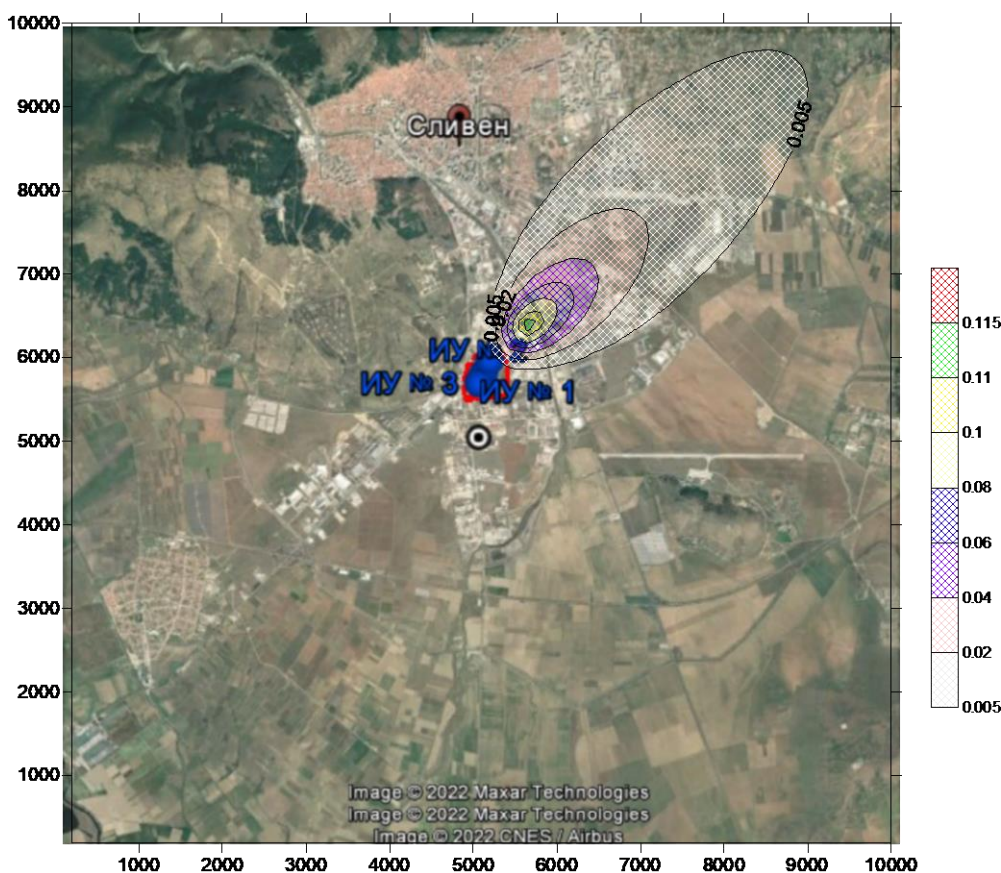 10000
9000
8000
7000
6000
5000
4000
3000
2000
1000
Сливен
0.005
0.005
0.02
ИУ №
ИУ № 3
ИУ № 1
Image © 2022 Maxar Technologies
Image © 2022 Maxar Technologies
Image © 2022 CNES / Airbus
1000 2000 3000 4000 5000 6000 7000 8000 9000 10000
0.115
0.11
0.1
0.08
0.06
0.04
0.02
0.005